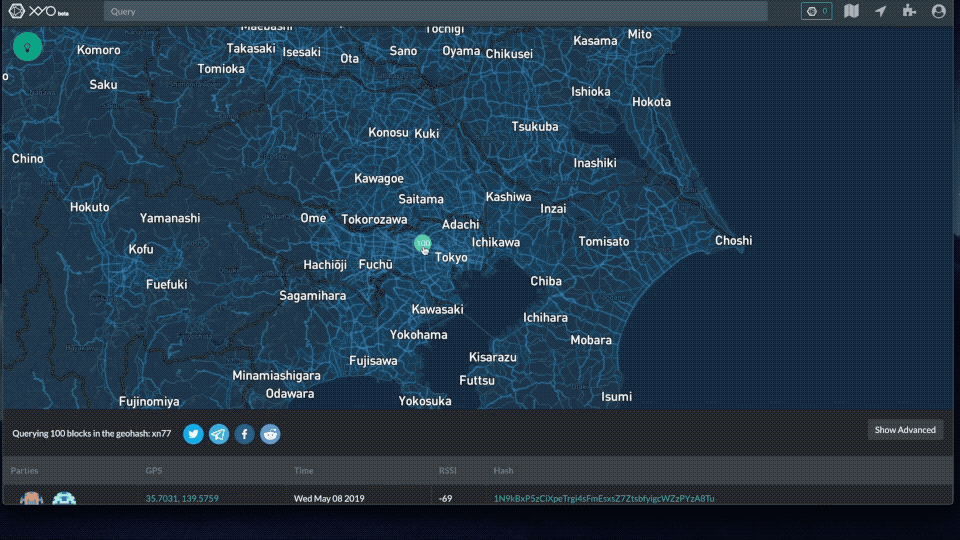 XYO beta
Query
0
Maebashi
Tochigi
Mito
Kasama
Komoro
Takasaki
Isesaki
Sano
Oyama
Chikusei
Ota
Tomioka
Saku
Ishioka
Hokota
Tsukuba
Konosu
Kuki
Chino
Inashiki
Kawagoe
Kashiwa
Saitama
Hokuto
Inzai
Yamanashi
Ome
Tokorozawa
Adachi
Choshi
Ichikawa
Tomisato
100
Kofu
Tokyo
Hachiōji
Fuchū
Chiba
Fuefuki
Sagamihara
Kawasaki
Ichihara
Yokohama
Mobara
Kisarazu
Fujisawa
Minamiashigara
Futtsu
Odawara
Isumi
Fujinomiya
Yokosuka
Querying 100 blocks in the geohash: xn77
Show Advanced
Parties GPS Time RSSI Hash
35.7031, 139.5759 Wed May 08 2019 -69